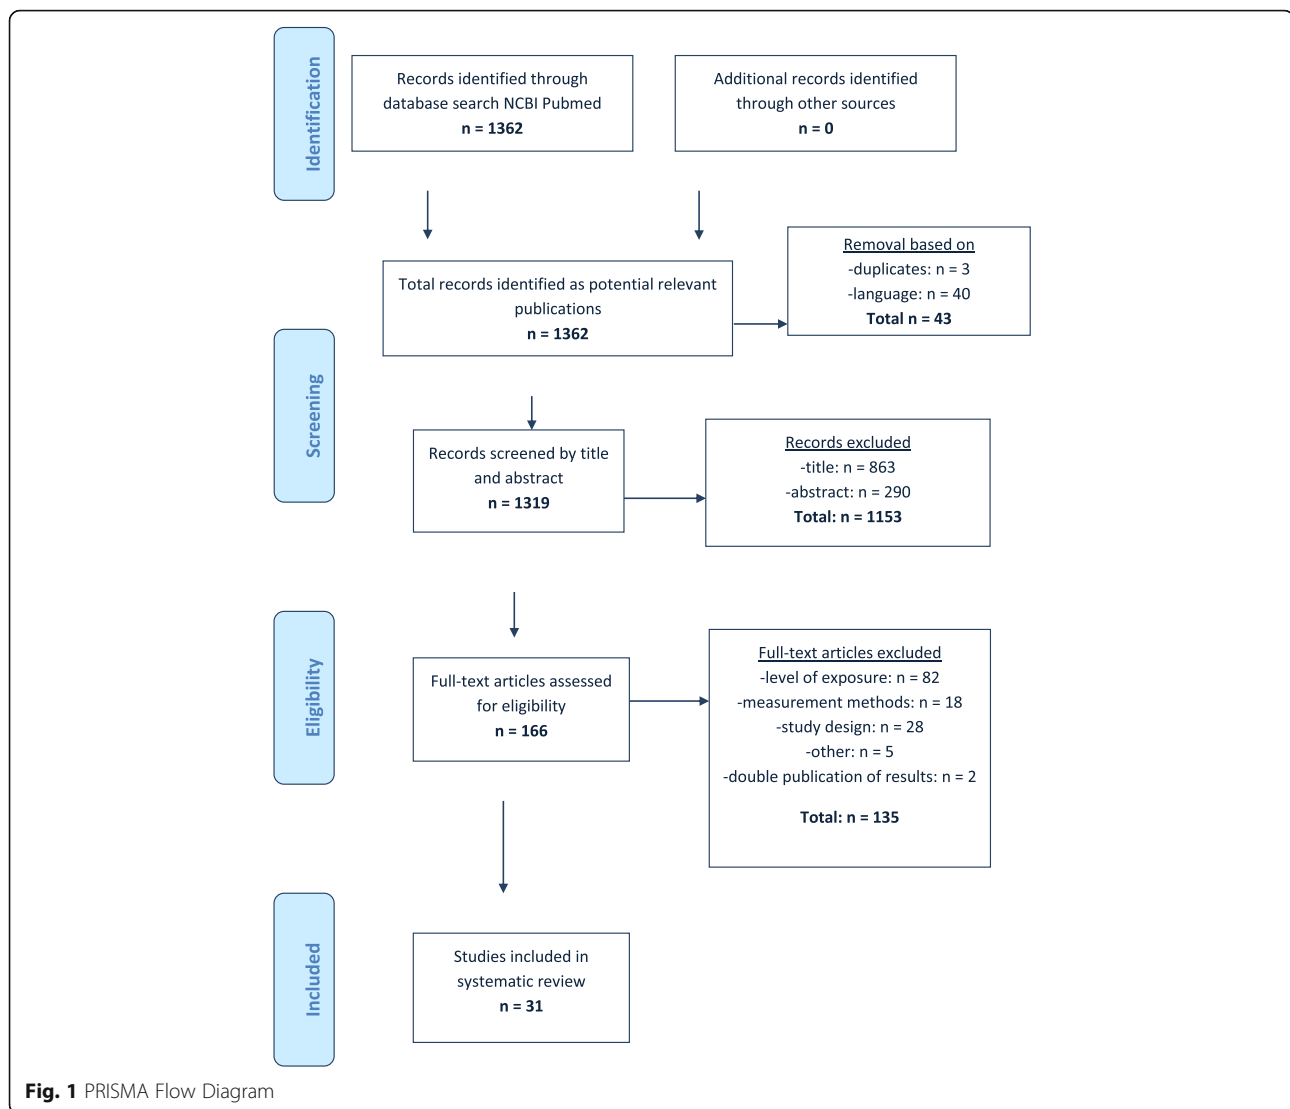 Identification
Records identified through
database search NCBI Pubmed
n = 1362
Additional records identified
through other sources
n = 0
Total records identified as potential relevant
publications
n = 1362
Removal based on
-duplicates: n = 3
-language: n = 40
Total n = 43
Screening
Records screened by title
and abstract
n = 1319
Records excluded
-title: n = 863
-abstract: n = 290
Total: n = 1153
Eligibility
Full-text articles assessed
for eligibility
n = 166
Full-text articles excluded
-level of exposure: n = 82
-measurement methods: n = 18
-study design: n = 28
-other: n = 5
-double publication of results: n = 2
Total: n = 135
Included
Studies included in
systematic review
n = 31
Fig. 1 PRISMA Flow Diagram